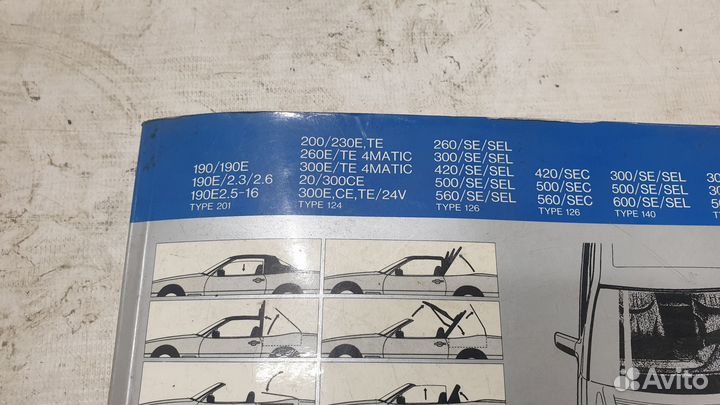 190/190E
190E/2.3/2.6
190E2.5-16
TYPE 201
200/230E,TE
260E/TE 4MATIC
300E/TE 4MATIC
20/300CE
300E,CE,TE/24V
TYPE 124
260/SE/SEL
300/SE/SEL
420/SE/SEL
500/SE/SEL
560/SE/SEL
TYPE 126
420/SEC
500/SEC
560/SEC
TYPE 126
300/SE/SEL
500/SE/SEL
600/SE/SEL
TYPE 140
Avito